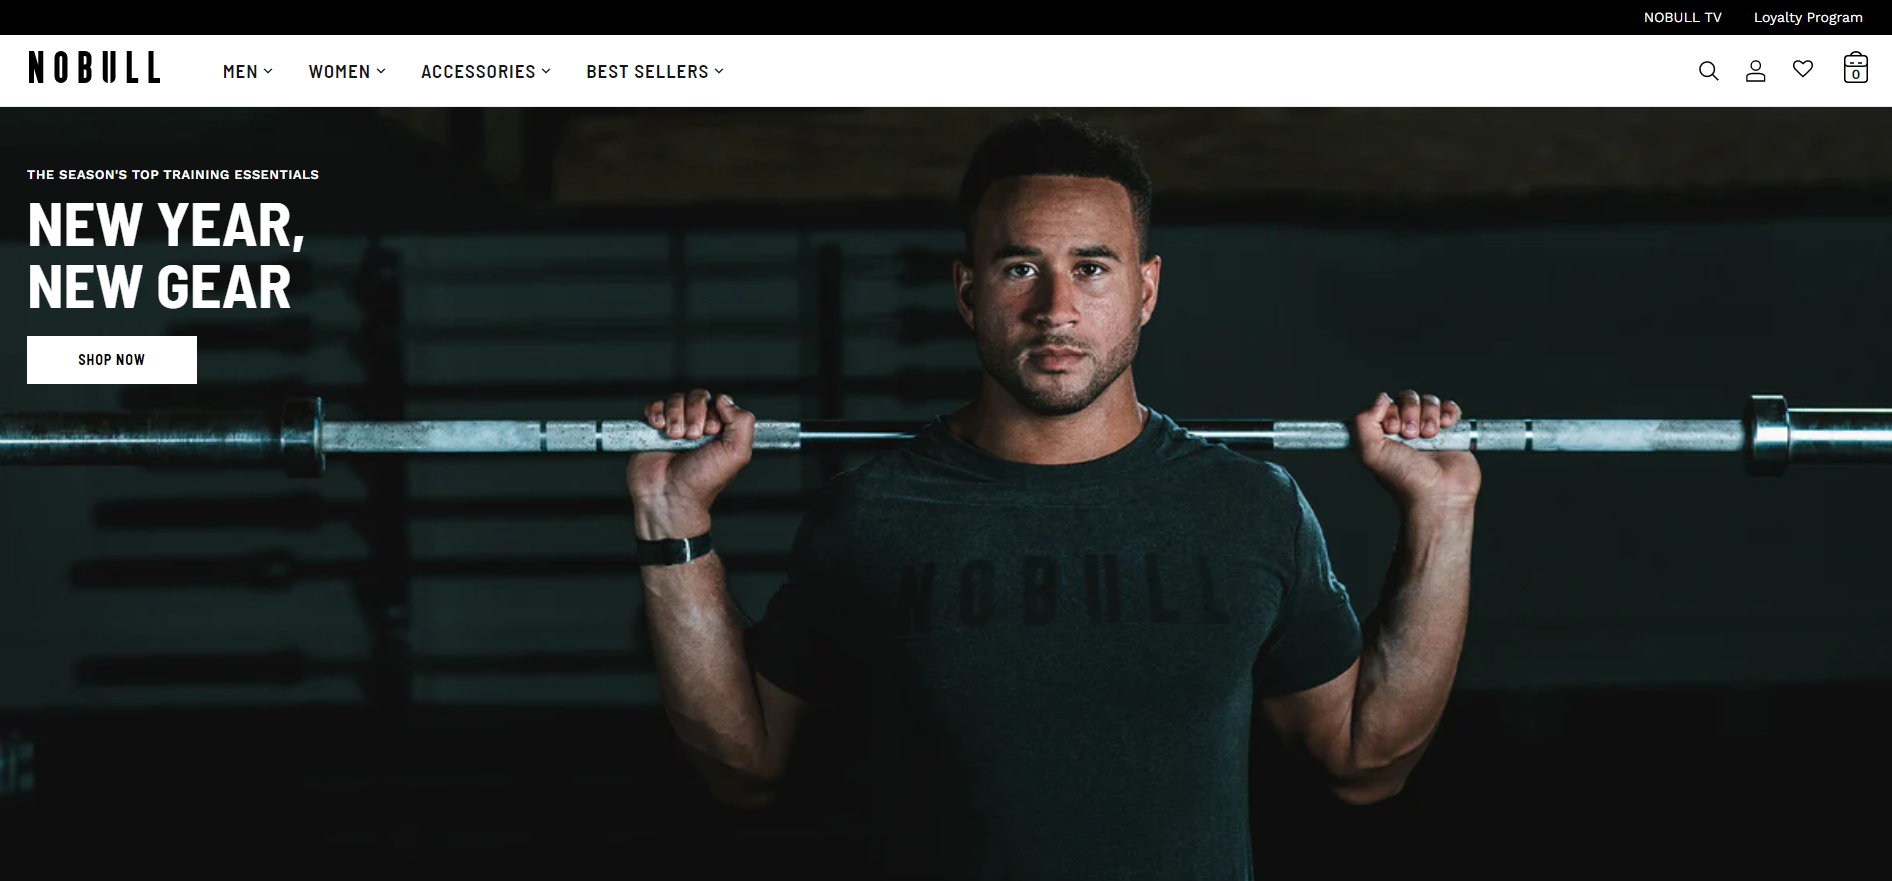 NOBULL TV Loyalty Program
NOBULL MEN WOMEN ACCESSORIES BEST SELLERS 0
THE SEASON'S TOP TRAINING ESSENTIALS
NEW YEAR,
NEW GEAR
SHOP NOW
NOBULL